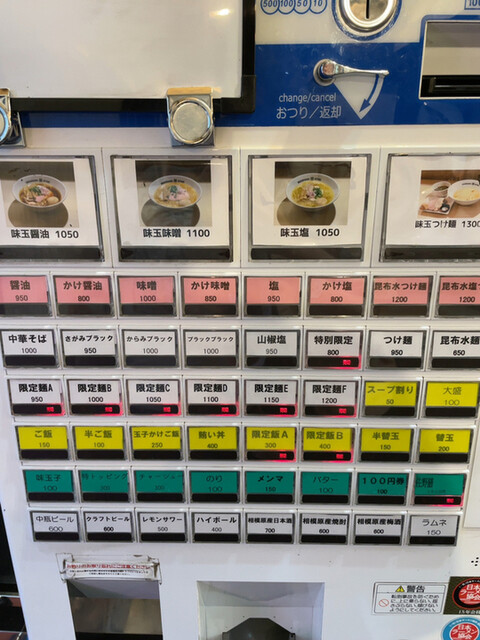 500 100 50 10
change/cancel
おつり／返却
味玉醤油 1050
味玉味噌 1100
味玉塩 1050
味玉つけ麺 1300
醤油 950
かけ醤油 800
味噌 1000
かけ味噌 850
塩 950
かけ塩 800
昆布水つけ麺 1200
昆布水塩つ 1200
中華そば 1000
さがみブラック 950
からみブラック 1000
ブラックブラック 1000
山椒塩 950
特別限定 800
つけ麺 950
昆布水麺 650
限定麺A 950
限定麺B 1000
限定麺C 1050
限定麺D 1100
限定麺E 1150
限定麺F 1200
スープ割り 50
大盛 100
ご飯 150
半ご飯 100
玉子かけご飯 250
賄い丼 400
限定飯A 300
限定飯B 400
半替玉 150
替玉 200
味玉子 100
のり 100
メンマ 150
バター 100
100円券 100
中瓶ビール 600
クラフトビール 800
レモンサワー 500
ハイボール 400
相模原産日本酒 700
相模原産焼酎 600
相模原産梅酒 600
ラムネ 150
警告